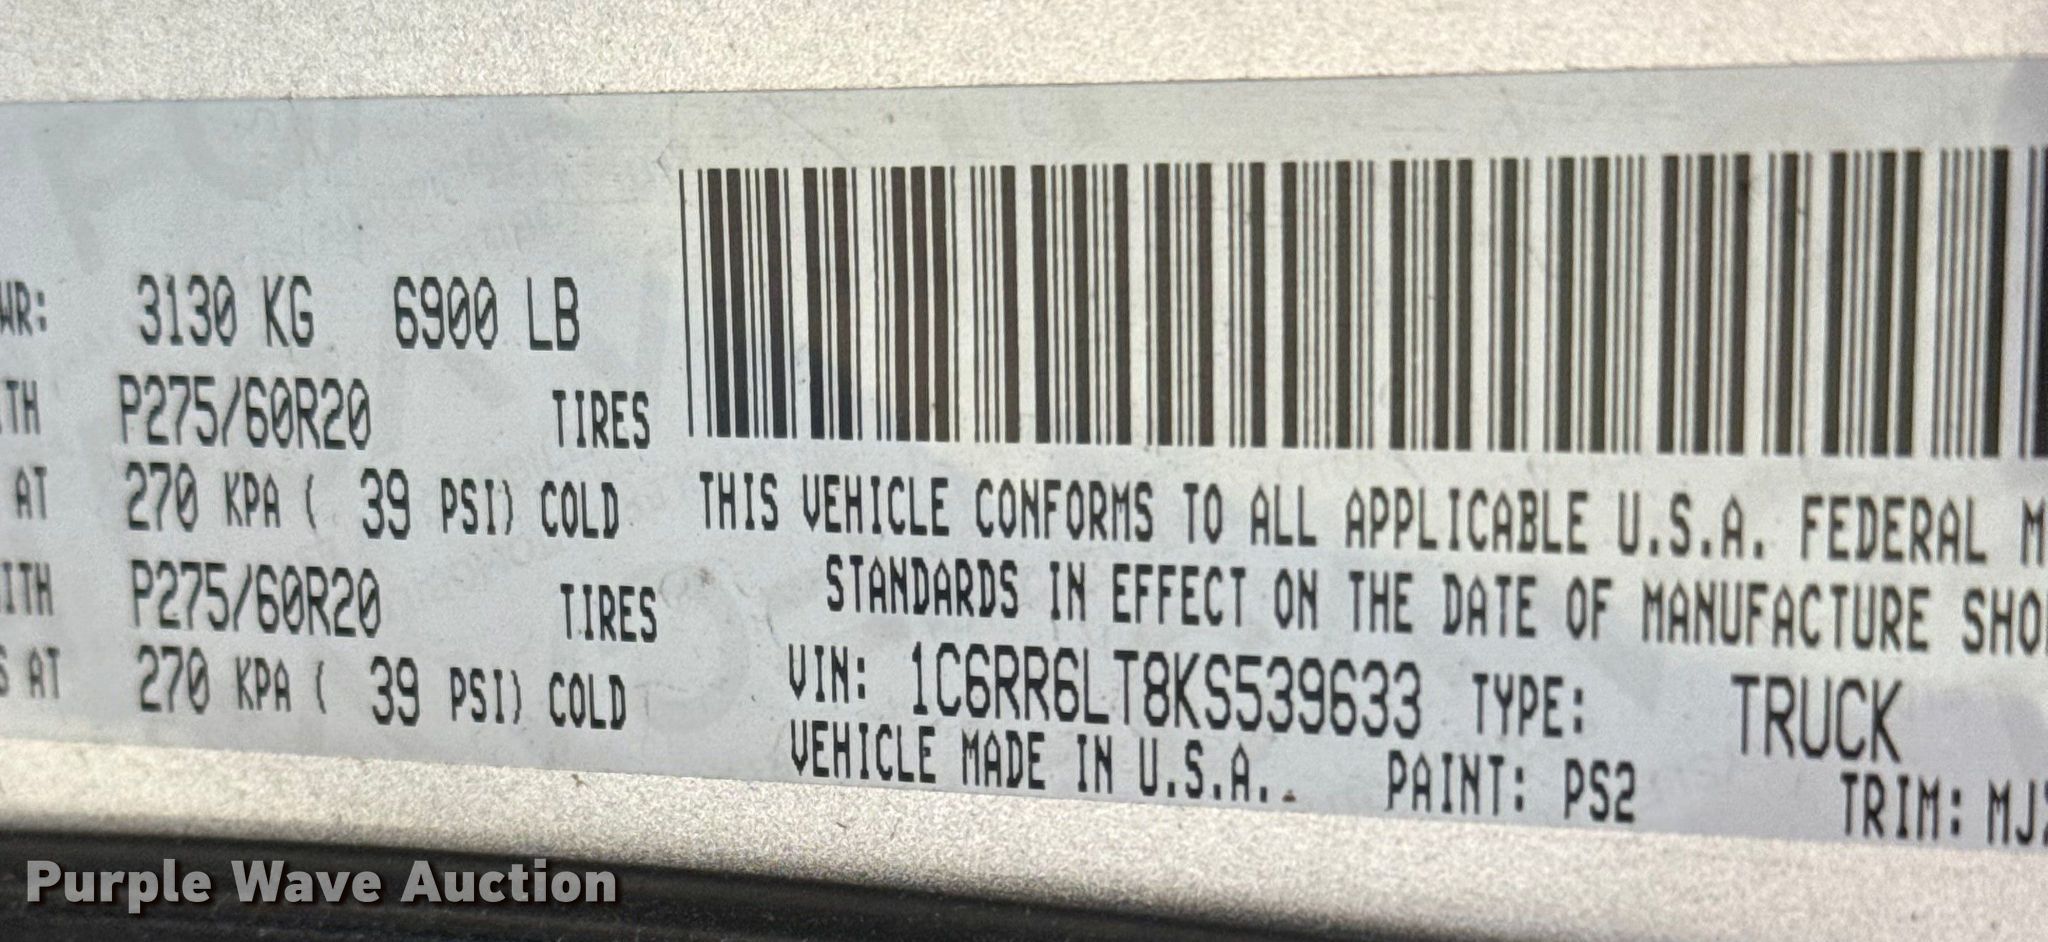 WR: 3130 KG 6900 LB
TH P275/60R20 TIRES
AT 270 KPA ( 39 PSI) COLD
ITH P275/60R20 TIRES
S AT 270 KPA ( 39 PSI) COLD
THIS VEHICLE CONFORMS TO ALL APPLICABLE U.S.A. FEDERAL M
STANDARDS IN EFFECT ON THE DATE OF MANUFACTURE SHO
VIN: 1C6RR6LT8KS539633 TYPE: TRUCK
VEHICLE MADE IN U.S.A. PAINT: PS2 TRIM: MJ
Purple Wave Auction